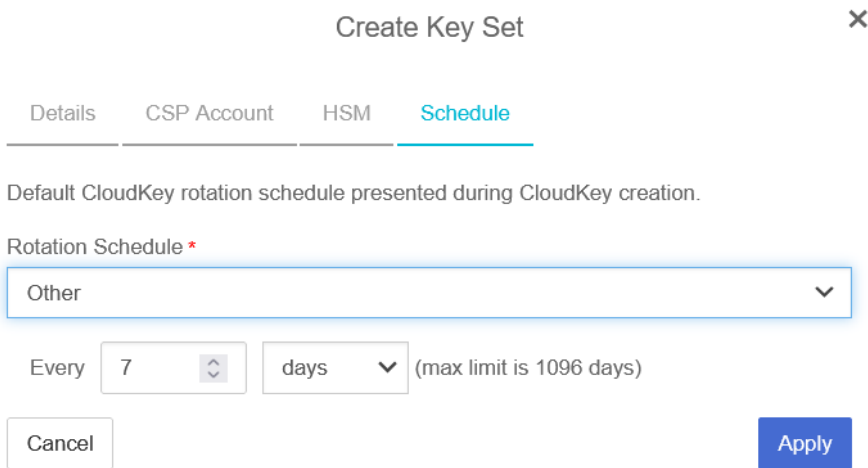 Create Key Set
Details CSP Account HSM Schedule
Default CloudKey rotation schedule presented during CloudKey creation.
Rotation Schedule *
Other
Every 7 days (max limit is 1096 days)
Cancel Apply